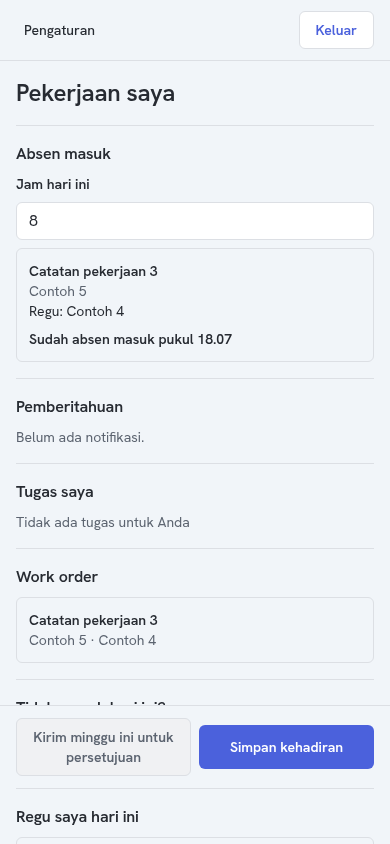 Pengaturan
Keluar
Pekerjaan saya
Absen masuk
Jam hari ini
8
Catatan pekerjaan 3
Contoh 5
Regu: Contoh 4
Sudah absen masuk pukul 18.07
Pemberitahuan
Belum ada notifikasi.
Tugas saya
Tidak ada tugas untuk Anda
Work order
Catatan pekerjaan 3
Contoh 5 · Contoh 4
Kirim minggu ini untuk
persetujuan
Simpan kehadiran
Regu saya hari ini